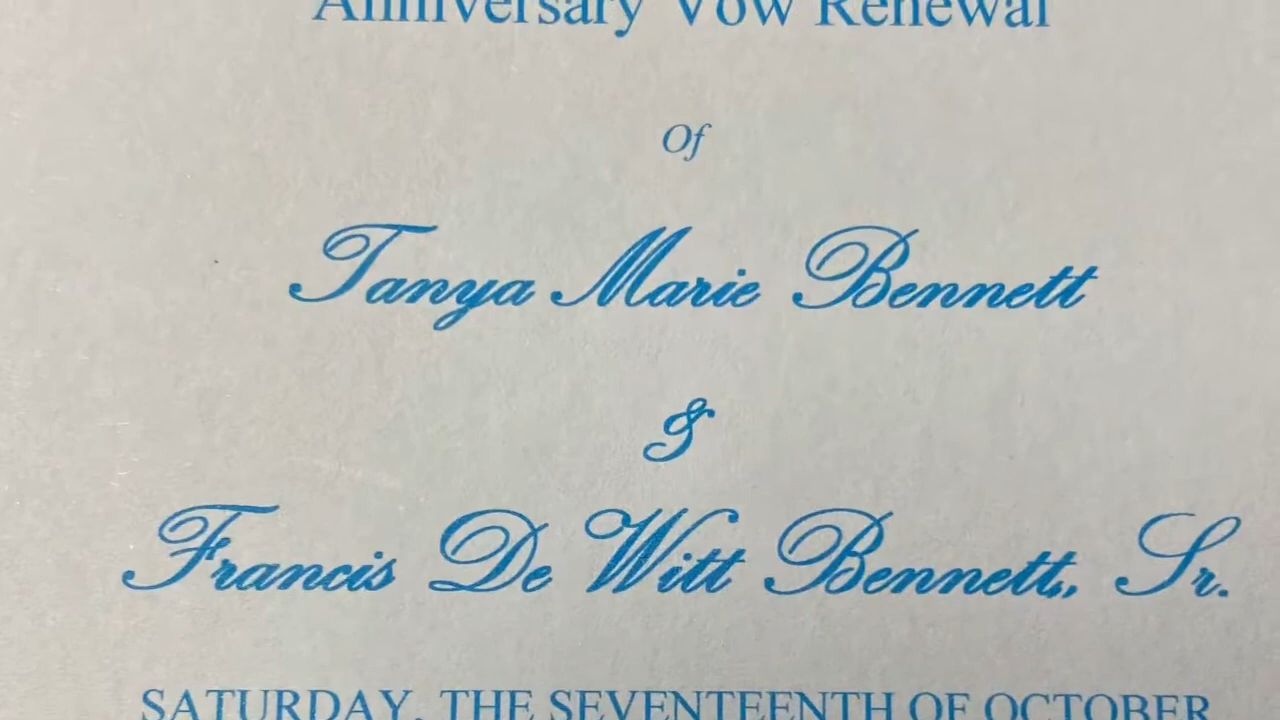 Anniversary Vow Renewal
Of
Tanya Marie Bennett
&
Francis De Witt Bennett, Sr.
SATURDAY, THE SEVENTEENTH OF OCTOBER